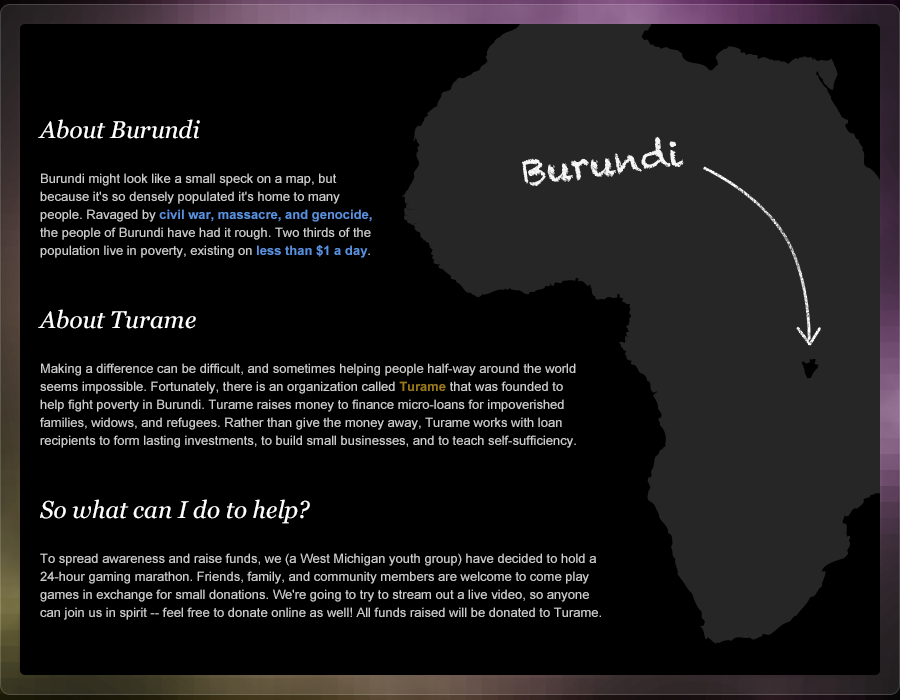 About Burundi
Burundi
Burundi might look like a small speck on a map, but
because it's so densely populated it's home to many
people. Ravaged by civil war, massacre, and genocide,
the people of Burundi have had it rough. Two thirds of the
population live in poverty, existing on less than $1 a day.
About Turame
Making a difference can be difficult, and sometimes helping people half-way around the world
seems impossible. Fortunately, there is an organization called Turame that was founded to
help fight poverty in Burundi. Turame raises money to finance micro-loans for impoverished
families, widows, and refugees. Rather than give the money away, Turame works with loan
recipients to form lasting investments, to build small businesses, and to teach self-sufficiency.
So what can I do to help?
To spread awareness and raise funds, we (a West Michigan youth group) have decided to hold a
24-hour gaming marathon. Friends, family, and community members are welcome to come play
games in exchange for small donations. We're going to try to stream out a live video, so anyone
can join us in spirit -- feel free to donate online as well! All funds raised will be donated to Turame.